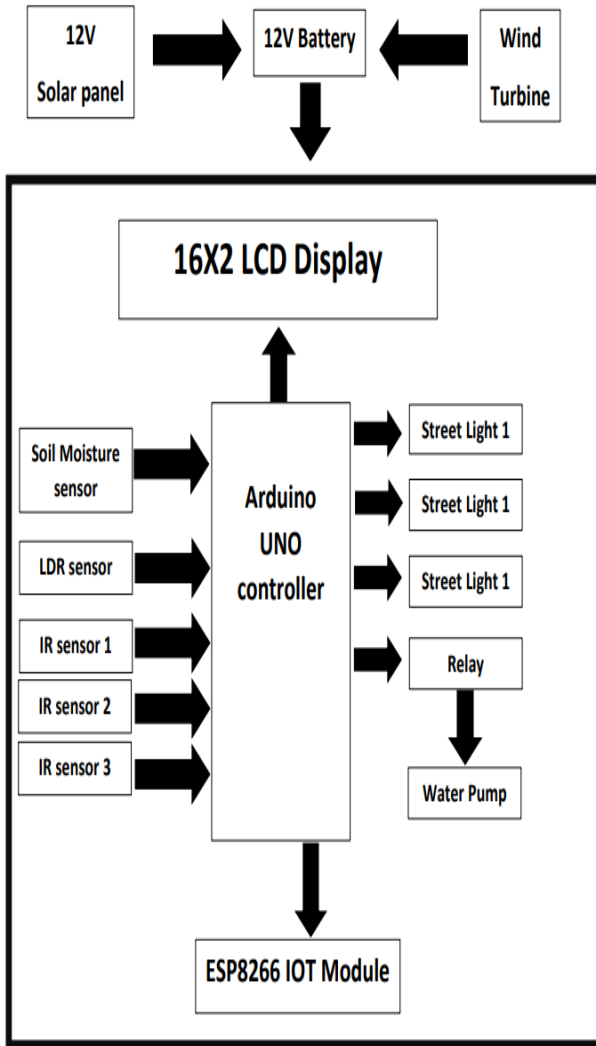 12V
Solar panel
12V Battery
Wind
Turbine
16X2 LCD Display
Soil Moisture
sensor
LDR sensor
IR sensor 1
IR sensor 2
IR sensor 3
Arduino
UNO
controller
Street Light 1
Street Light 1
Street Light 1
Relay
Water Pump
ESP8266 IOT Module